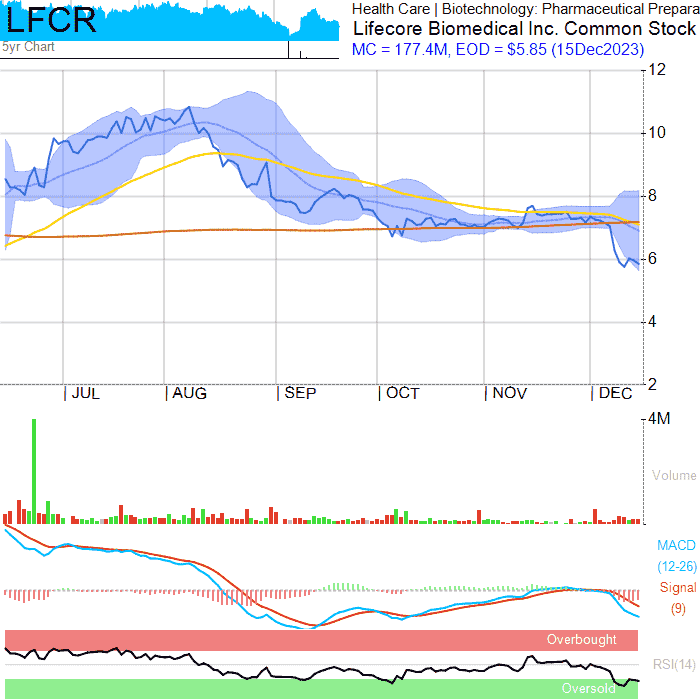 LFCR
5yr Chart
Health Care | Biotechnology: Pharmaceutical Prepara
Lifecore Biomedical Inc. Common Stock
MC = 177.4M, EOD = $5.85 (15Dec2023)
12
10
8
6
4
2
JUL
AUG
SEP
OCT
NOV
DEC
4M
Volume
MACD
(12-26)
Signal
(9)
Overbought
RSI(14)
Oversold